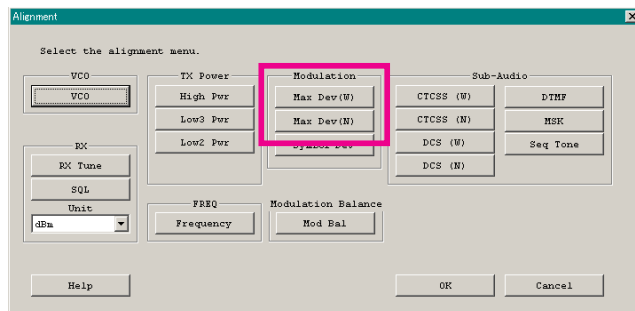 Alignment
Select the alignment menu.
VCO
VCO
RX
RX Tune
SQL
Unit
dBm
TX Power
High Pwr
Low3 Pwr
Low2 Pwr
FREQ
Frequency
Modulation
Max Dev(W)
Max Dev(N)
Symbol Dev
Modulation Balance
Mod Bal
Sub-Audio
CTCSS (W)
DTMF
CTCSS (N)
MSK
DCS (W)
Seq Tone
DCS (N)
Help
OK
Cancel